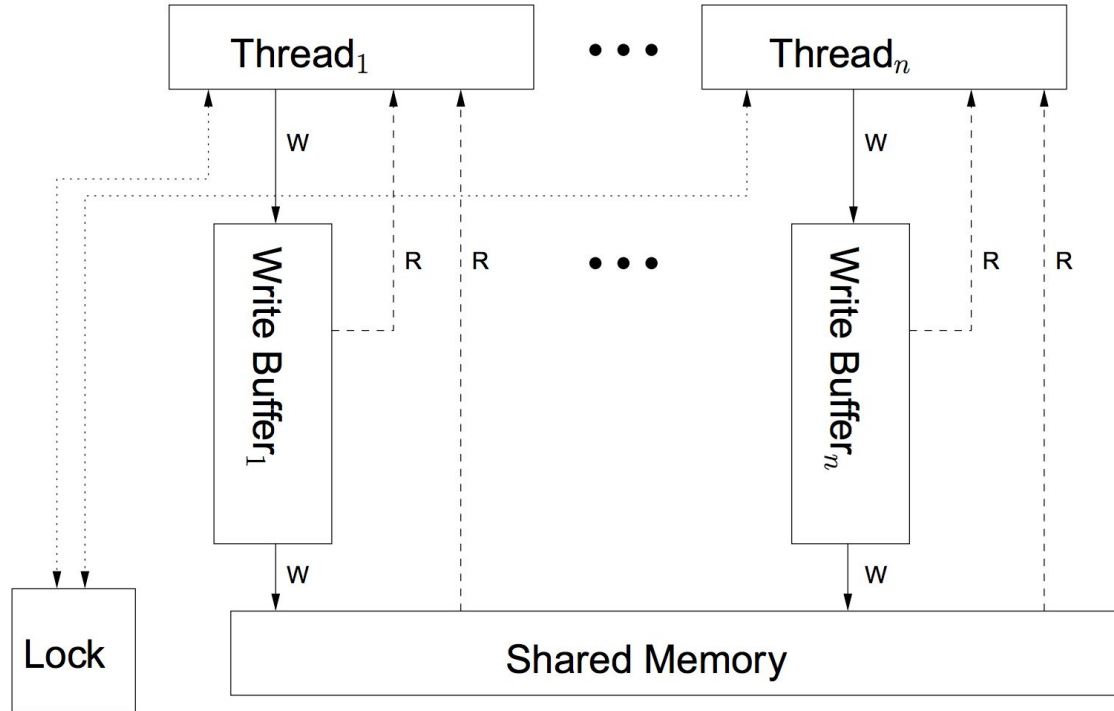 Thread₁ ••• Threadₙ
W W
R R ••• R R
Write Buffer₁ Write Bufferₙ
W W
Lock
Shared Memory